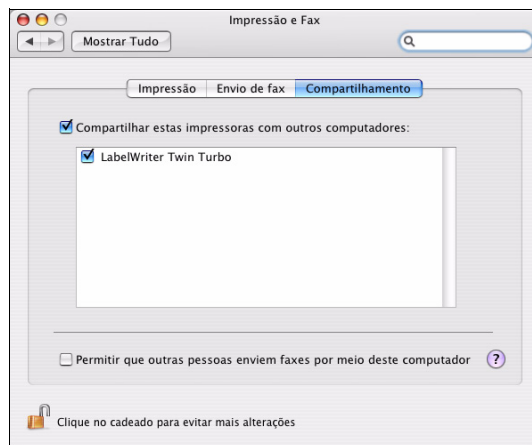 Impressão e Fax
Mostrar Tudo
Impressão Envio de fax Compartilhamento
Compartilhar estas impressoras com outros computadores:
LabelWriter Twin Turbo
Permitir que outras pessoas enviem faxes por meio deste computador ?
Clique no cadeado para evitar mais alterações